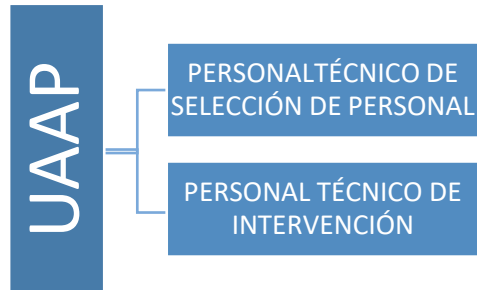 UAAP
PERSONALTÉCNICO DE
SELECCIÓN DE PERSONAL
PERSONAL TÉCNICO DE
INTERVENCIÓN